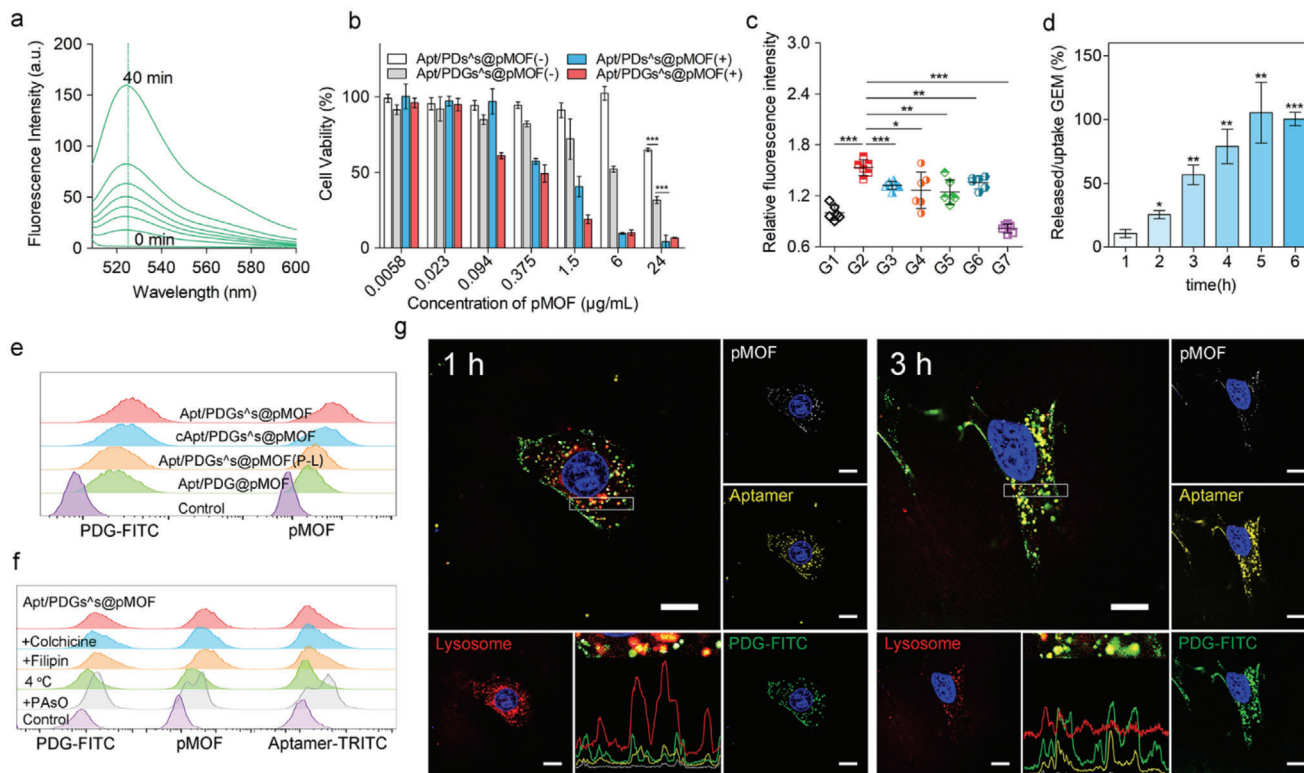 a
Fluorescence Intensity (a.u.)
200
150
100
50
0
40 min
0 min
520 540 560 580 600
Wavelength (nm)
b
Cell Viability (%)
100
50
0
Apt/PDs^s@pMOF(-)
Apt/PDs^s@pMOF(+)
Apt/PDGs^s@pMOF(-)
Apt/PDGs^s@pMOF(+)
***
***
0.0058 0.023 0.094 0.375 1.5 6 24
Concentration of pMOF (µg/mL)
c
Relative fluorescence intensity
3.0
2.4
1.8
1.2
0.6
***
**
**
*
*** ***
G1 G2 G3 G4 G5 G6 G7
d
Released/uptake GEM (%)
150
100
50
0
* ** ** ** ***
1 2 3 4 5 6
time(h)
e
Apt/PDGs^s@pMOF
cApt/PDGs^s@pMOF
Apt/PDGs^s@pMOF(P-L)
Apt/PDG@pMOF
Control
PDG-FITC pMOF
f
Apt/PDGs^s@pMOF
+Colchicine
+Filipin
4 °C
+PAsO
Control
PDG-FITC pMOF Aptamer-TRITC
g
1 h
pMOF
Aptamer
Lysosome
PDG-FITC
3 h
pMOF
Aptamer
Lysosome
PDG-FITC